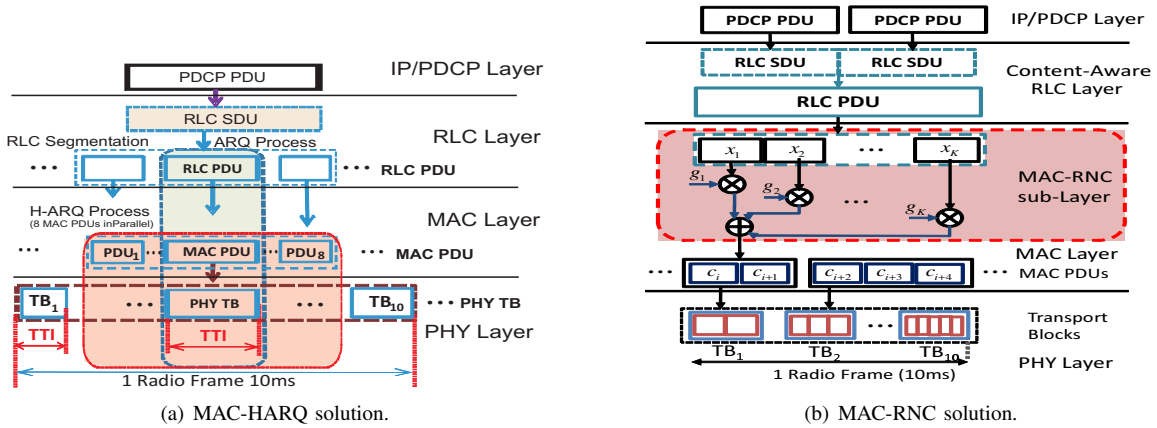 PDCP PDU
IP/PDCP Layer
RLC SDU
RLC Segmentation
ARQ Process
RLC Layer
••• RLC PDU ••• RLC PDU
H-ARQ Process
(8 MAC PDUs inParallel)
MAC Layer
••• PDU1 ••• MAC PDU ••• PDU8 ••• MAC PDU
TB1 ••• PHY TB ••• TB10 ••• PHY TB
TTI TTI
PHY Layer
1 Radio Frame 10ms
(a) MAC-HARQ solution.
PDCP PDU PDCP PDU
IP/PDCP Layer
RLC SDU RLC SDU
Content-Aware
RLC Layer
RLC PDU
x1 x2 ••• xK
g1
g2
gK
•••
MAC-RNC
sub-Layer
MAC Layer
••• ci ci+1 ci+2 ci+3 ci+4 ••• MAC PDUs
•••
Transport
Blocks
TB1 TB2 TB10
PHY Layer
1 Radio Frame (10ms)
(b) MAC-RNC solution.